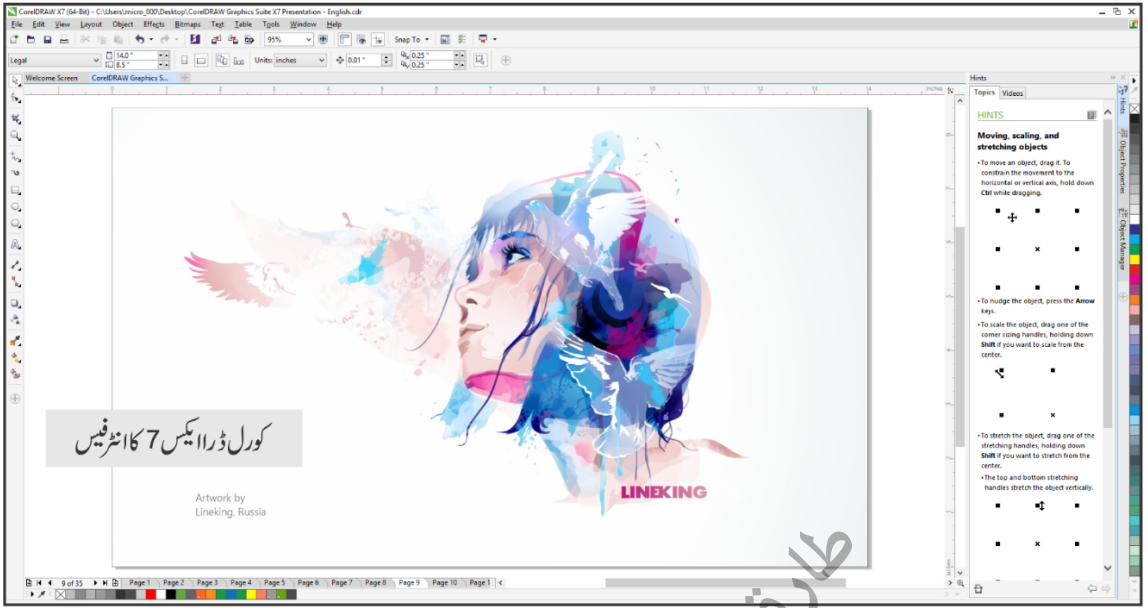 CorelDRAW X7 (64-Bit) - C:\Users\micro_000\Desktop\CorelDRAW Graphics Suite X7 Presentation - English.cdr
File Edit View Layout Object Effects Bitmaps Text Table Tools Window Help
95% Snap To
Legal 14.0 " 8.5 " Units: inches 0.01 " 0.25 " 0.25 "
Welcome Screen CorelDRAW Graphics S...
inches
Hints
Topics Videos
HINTS
Moving, scaling, and
stretching objects
•To move an object, drag it. To
constrain the movement to the
horizontal or vertical axis, hold down
Ctrl while dragging.
•To nudge the object, press the Arrow
keys.
•To scale the object, drag one of the
corner sizing handles, holding down
Shift if you want to scale from the
center.
•To stretch the object, drag one of the
stretching handles, holding down
Shift if you want to stretch from the
center.
•The top and bottom stretching
handles stretch the object vertically.
Hints
Object Properties
Object Manager
کورل ڈرا ایکس 7 کا انٹرفیس
Artwork by
Lineking, Russia
LINEKING
9 of 35 Page 1 Page 2 Page 3 Page 4 Page 5 Page 6 Page 7 Page 8 Page 9 Page 10 Page 1